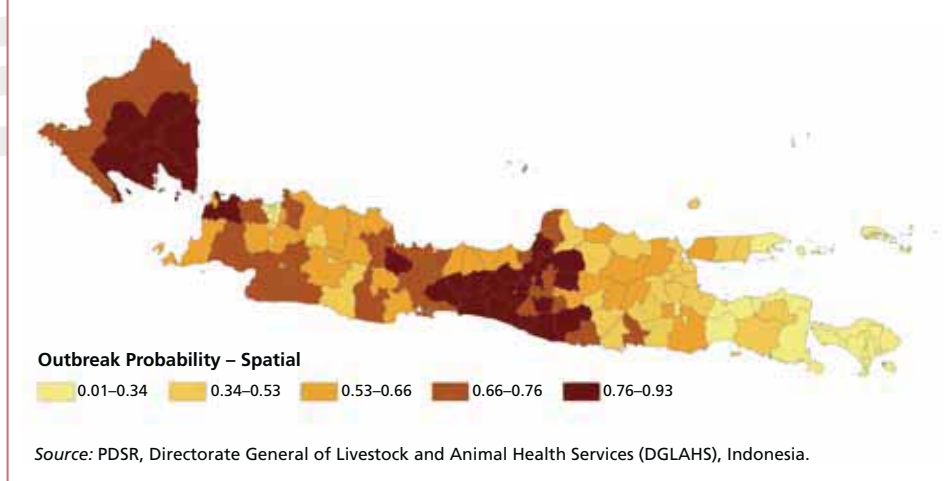 Outbreak Probability – Spatial
0.01–0.34 0.34–0.53 0.53–0.66 0.66–0.76 0.76–0.93
Source: PDSR, Directorate General of Livestock and Animal Health Services (DGLAHS), Indonesia.